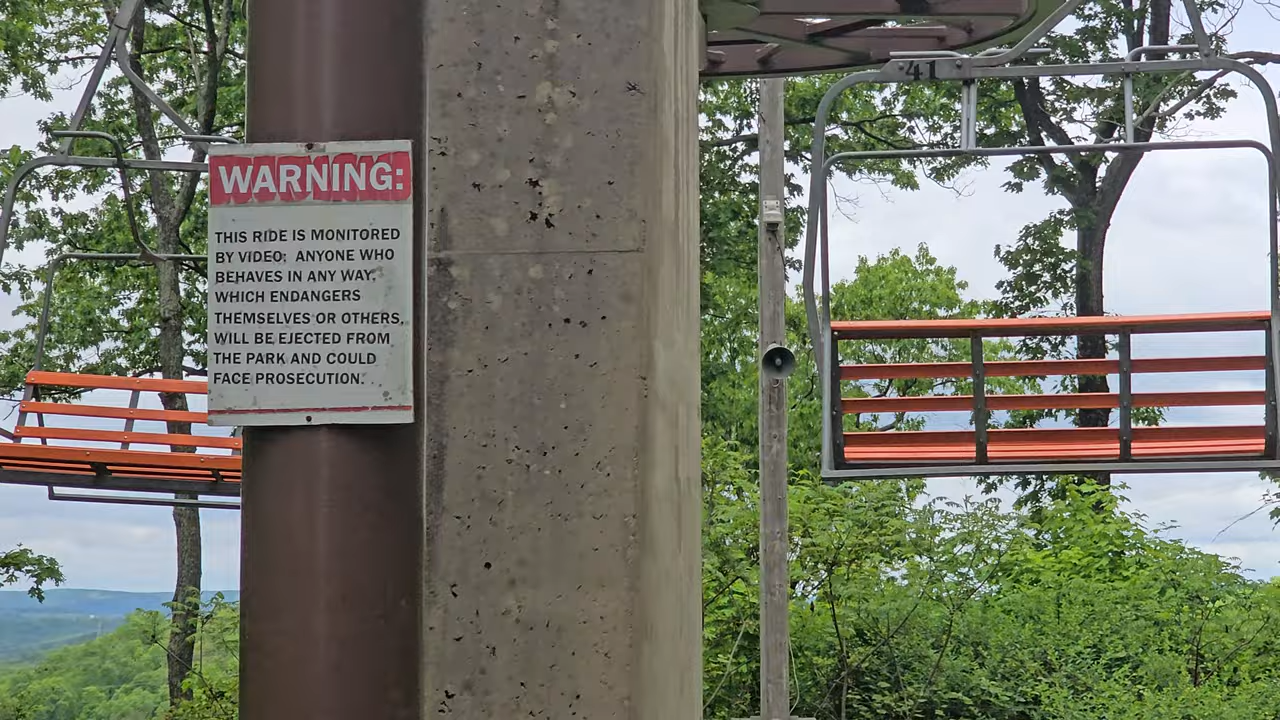 WARNING:
THIS RIDE IS MONITORED
BY VIDEO; ANYONE WHO
BEHAVES IN ANY WAY,
WHICH ENDANGERS
THEMSELVES OR OTHERS,
WILL BE EJECTED FROM
THE PARK AND COULD
FACE PROSECUTION.
41